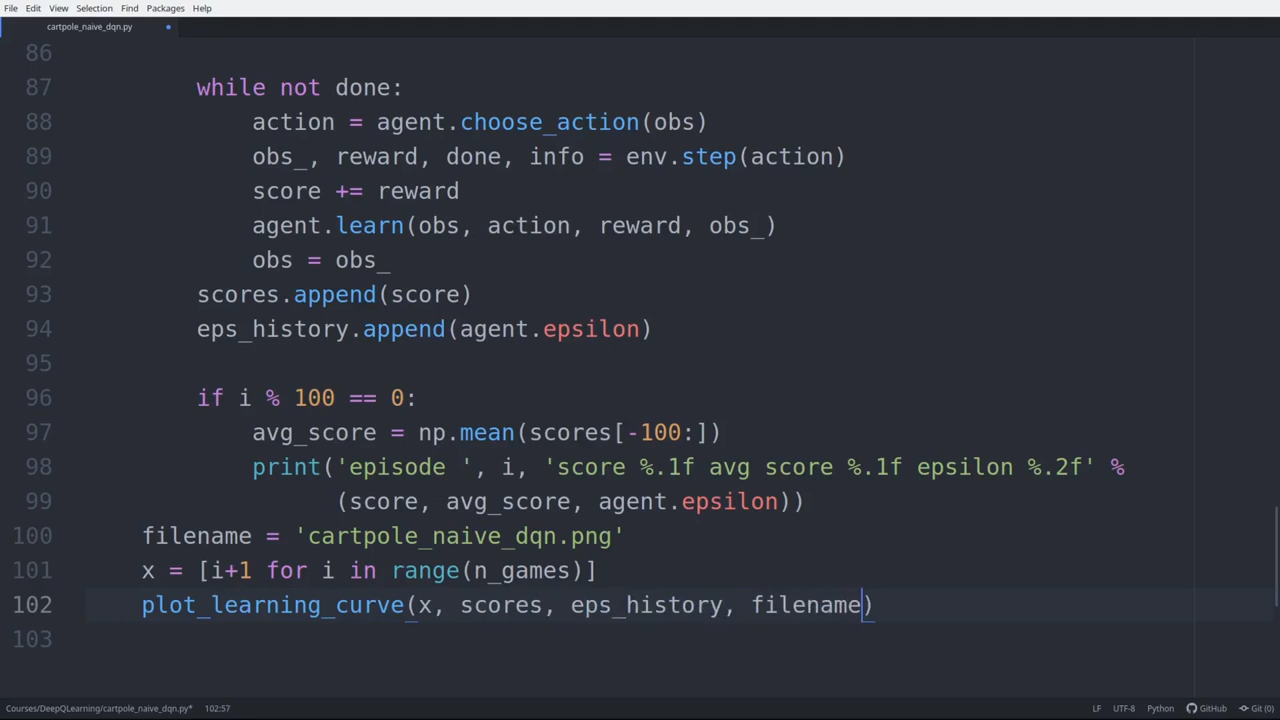 File Edit View Selection Find Packages Help
cartpole_naive_dqn.py
86
87 while not done:
88 action = agent.choose_action(obs)
89 obs_, reward, done, info = env.step(action)
90 score += reward
91 agent.learn(obs, action, reward, obs_)
92 obs = obs_
93 scores.append(score)
94 eps_history.append(agent.epsilon)
95
96 if i % 100 == 0:
97 avg_score = np.mean(scores[-100:])
98 print('episode ', i, 'score %.1f avg score %.1f epsilon %.2f' %
99 (score, avg_score, agent.epsilon))
100 filename = 'cartpole_naive_dqn.png'
101 x = [i+1 for i in range(n_games)]
102 plot_learning_curve(x, scores, eps_history, filename)
103
Courses/DeepQLearning/cartpole_naive_dqn.py* 102:57 LF UTF-8 Python GitHub Git (0)